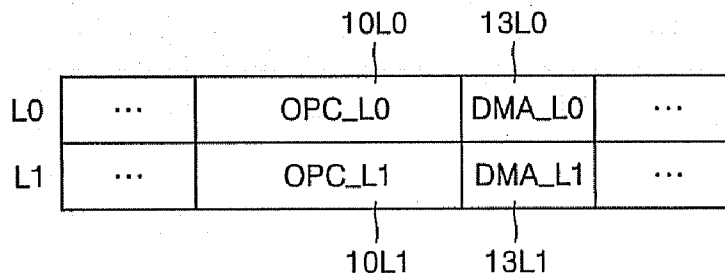 10L0 13L0
L0 ... OPC_L0 DMA_L0 ...
L1 ... OPC_L1 DMA_L1 ...
10L1 13L1